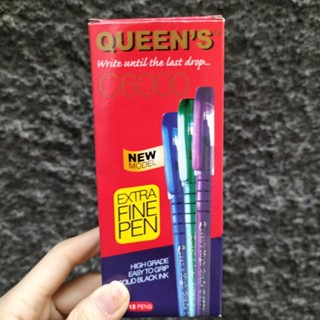 QUEEN'S
Write until the last drop...
NEW
MODEL
EXTRA
FINE
PEN
HIGH GRADE
EASY TO GRIP
SOLID BLACK INK
PENS